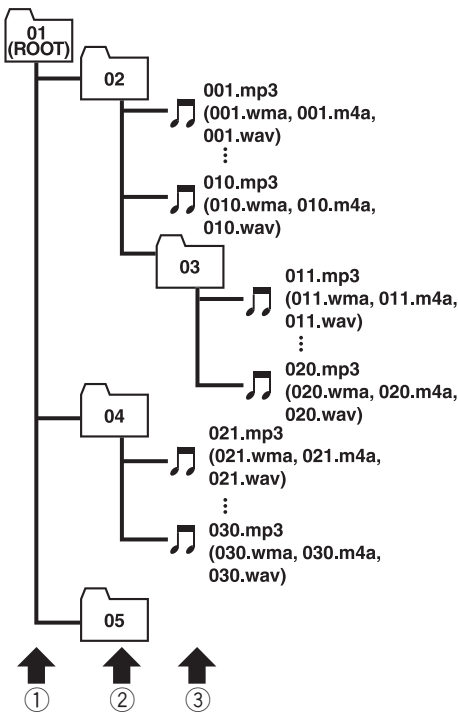 01
(ROOT)
02
001.mp3
(001.wma, 001.m4a,
001.wav)
010.mp3
(010.wma, 010.m4a,
010.wav)
03
011.mp3
(011.wma, 011.m4a,
011.wav)
020.mp3
(020.wma, 020.m4a,
020.wav)
04
021.mp3
(021.wma, 021.m4a,
021.wav)
030.mp3
(030.wma, 030.m4a,
030.wav)
05
① ② ③